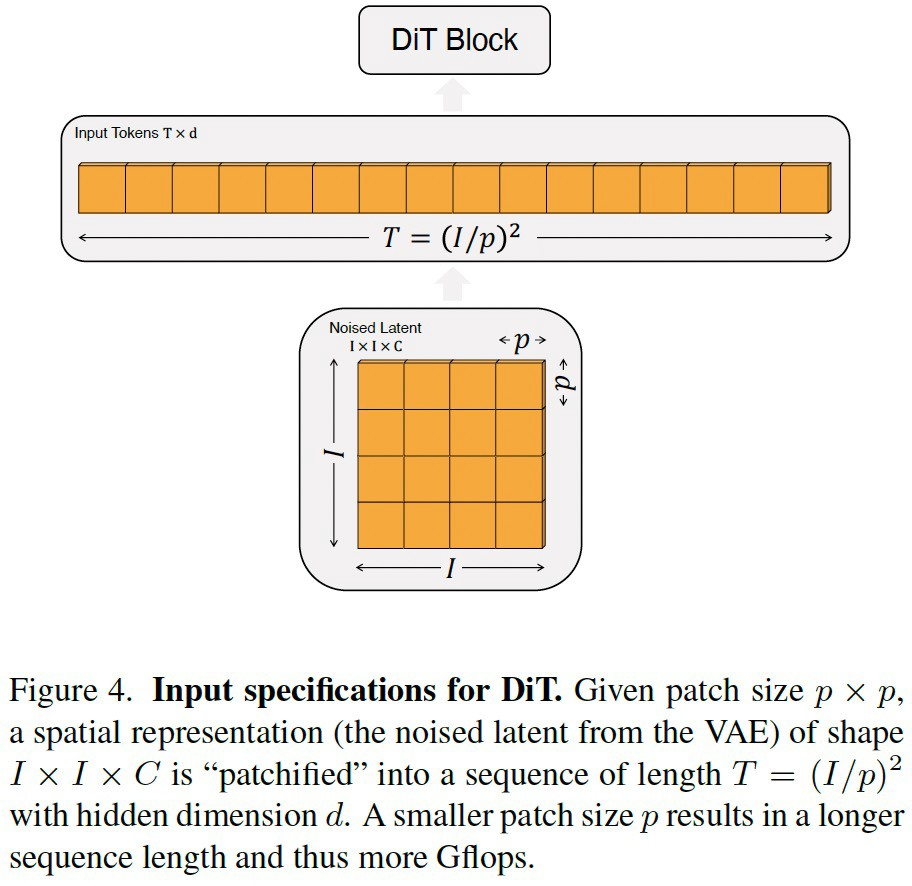 DiT Block
Input Tokens T × d
T = (I/p)²
Noised Latent
I × I × C
p
p
I
I
Figure 4. Input specifications for DiT. Given patch size p × p,
a spatial representation (the noised latent from the VAE) of shape
I × I × C is “patchified” into a sequence of length T = (I/p)²
with hidden dimension d. A smaller patch size p results in a longer
sequence length and thus more Gflops.